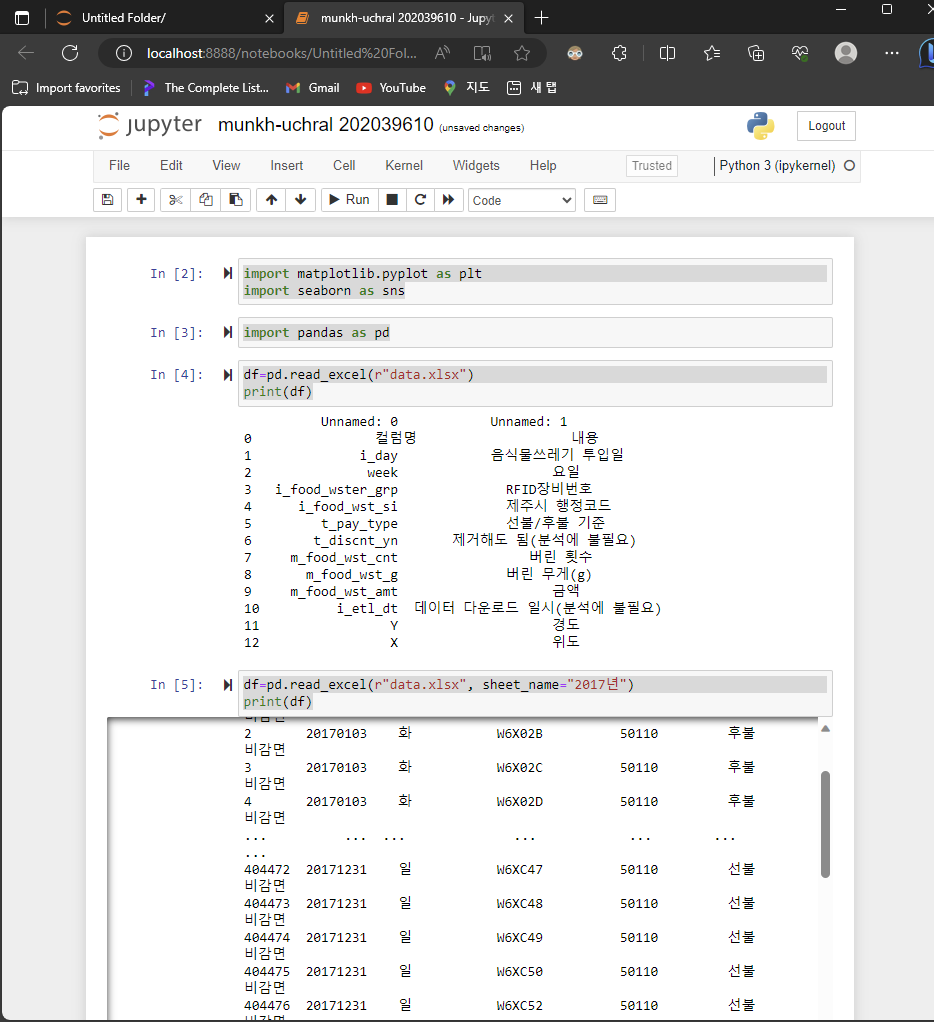 Untitled Folder/
munkh-uchral 202039610 - Jupyt
localhost:8888/notebooks/Untitled%20Fol...
Import favorites
The Complete List...
Gmail
YouTube
지도
새 탭
jupyter munkh-uchral 202039610 (unsaved changes)
Logout
File Edit View Insert Cell Kernel Widgets Help
Trusted
Python 3 (ipykernel)
Run
Code
In [2]: import matplotlib.pyplot as plt
import seaborn as sns
In [3]: import pandas as pd
In [4]: df=pd.read_excel(r"data.xlsx")
print(df)
Unnamed: 0 Unnamed: 1
0 컬럼명 내용
1 i_day 음식물쓰레기 투입일
2 week 요일
3 i_food_wster_grp RFID장비번호
4 i_food_wst_si 제주시 행정코드
5 t_pay_type 선불/후불 기준
6 t_discnt_yn 제거해도 됨(분석에 불필요)
7 m_food_wst_cnt 버린 횟수
8 m_food_wst_g 버린 무게(g)
9 m_food_wst_amt 금액
10 i_etl_dt 데이터 다운로드 일시(분석에 불필요)
11 Y 경도
12 X 위도
In [5]: df=pd.read_excel(r"data.xlsx", sheet_name="2017년")
print(df)
비감면
2 20170103 화 W6X02B 50110 후불
비감면
3 20170103 화 W6X02C 50110 후불
비감면
4 20170103 화 W6X02D 50110 후불
비감면
... ... ... ... ... ...
...
404472 20171231 일 W6XC47 50110 선불
비감면
404473 20171231 일 W6XC48 50110 선불
비감면
404474 20171231 일 W6XC49 50110 선불
비감면
404475 20171231 일 W6XC50 50110 선불
비감면
404476 20171231 일 W6XC52 50110 선불
비감면